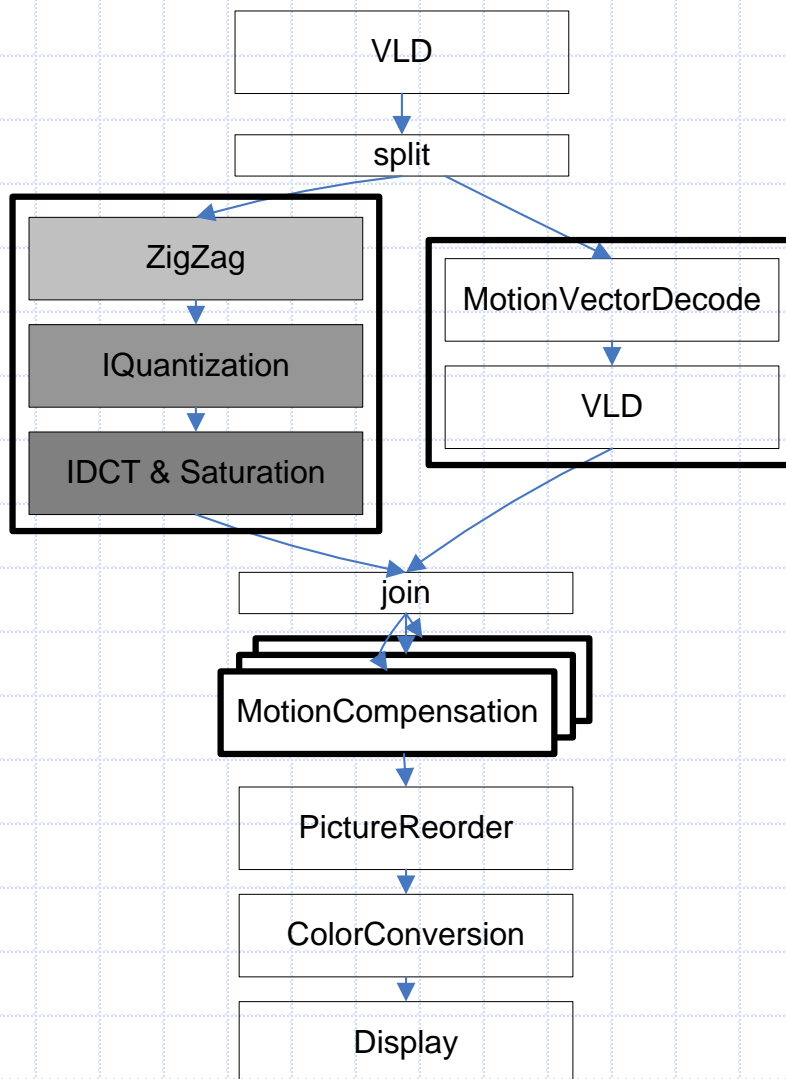 VLD
split
ZigZag
IQuantization
IDCT & Saturation
MotionVectorDecode
VLD
join
MotionCompensation
PictureReorder
ColorConversion
Display